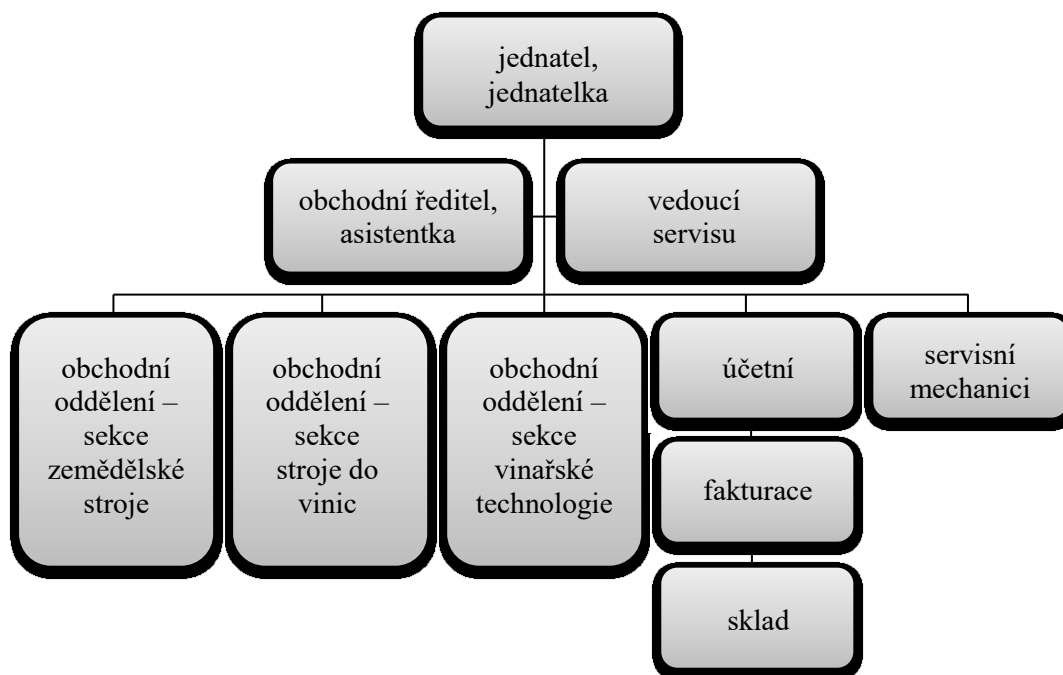 jednatel,
jednatelka
obchodní ředitel,
asistentka
vedoucí
servisu
obchodní
oddělení –
sekce
zemědělské
stroje
obchodní
oddělení –
sekce
stroje do
vinic
obchodní
oddělení –
sekce
vinařské
technologie
účetní
servisní
mechanici
fakturace
sklad